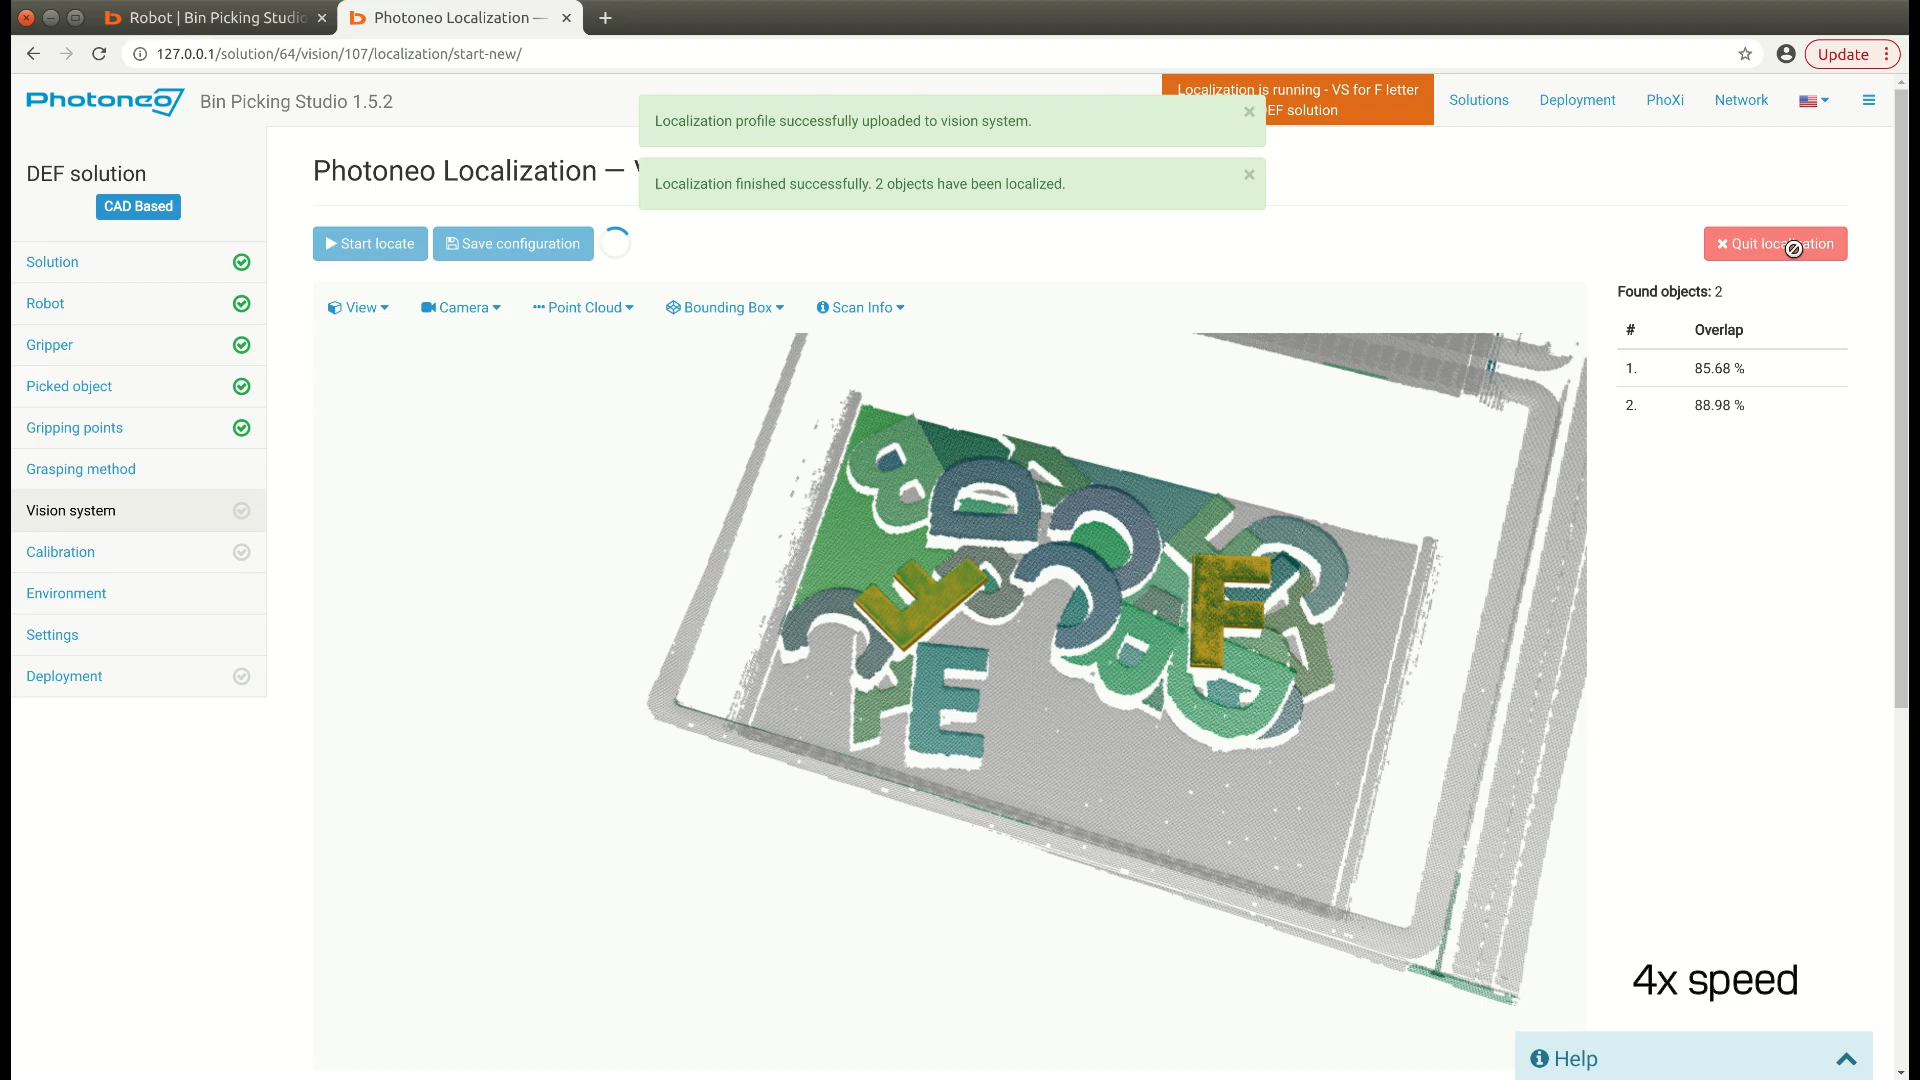 Robot | Bin Picking Studio
Photoneo Localization —
127.0.0.1/solution/64/vision/107/localization/start-new/
Update
Photoneo
Bin Picking Studio 1.5.2
Localization is running - VS for F letter
EF solution
Solutions
Deployment
PhoXi
Network
Localization profile successfully uploaded to vision system.
Localization finished successfully. 2 objects have been localized.
DEF solution
CAD Based
Photoneo Localization —
Start locate
Save configuration
Quit localization
Solution
Robot
Gripper
Picked object
Gripping points
Grasping method
Vision system
Calibration
Environment
Settings
Deployment
View
Camera
Point Cloud
Bounding Box
Scan Info
Found objects: 2
# Overlap
1. 85.68 %
2. 88.98 %
4x speed
Help